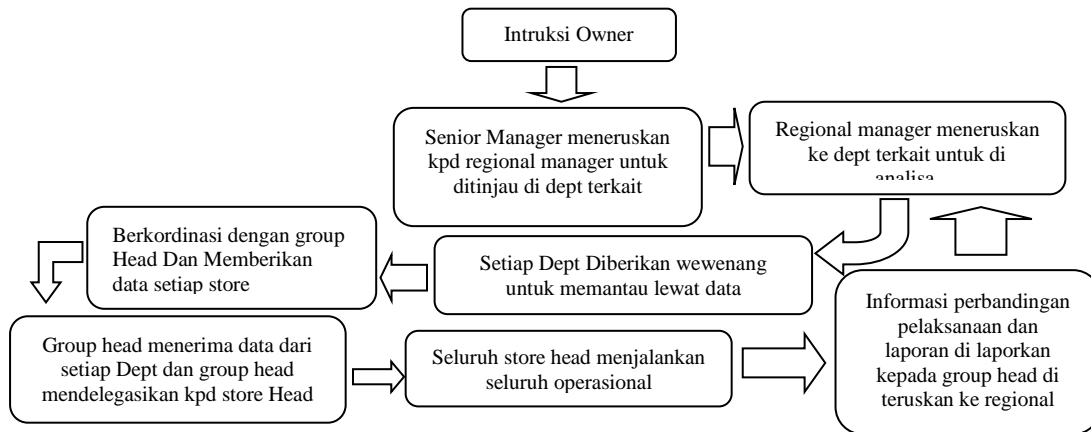 Intruksi Owner
Senior Manager meneruskan
kpd regional manager untuk
ditinjau di dept terkait
Regional manager meneruskan
ke dept terkait untuk di
analisa
Setiap Dept Diberikan wewenang
untuk memantau lewat data
Berkordinasi dengan group
Head Dan Memberikan
data setiap store
Group head menerima data dari
setiap Dept dan group head
mendelegasikan kpd store Head
Seluruh store head menjalankan
seluruh operasional
Informasi perbandingan
pelaksanaan dan
laporan di laporkan
kepada group head di
teruskan ke regional